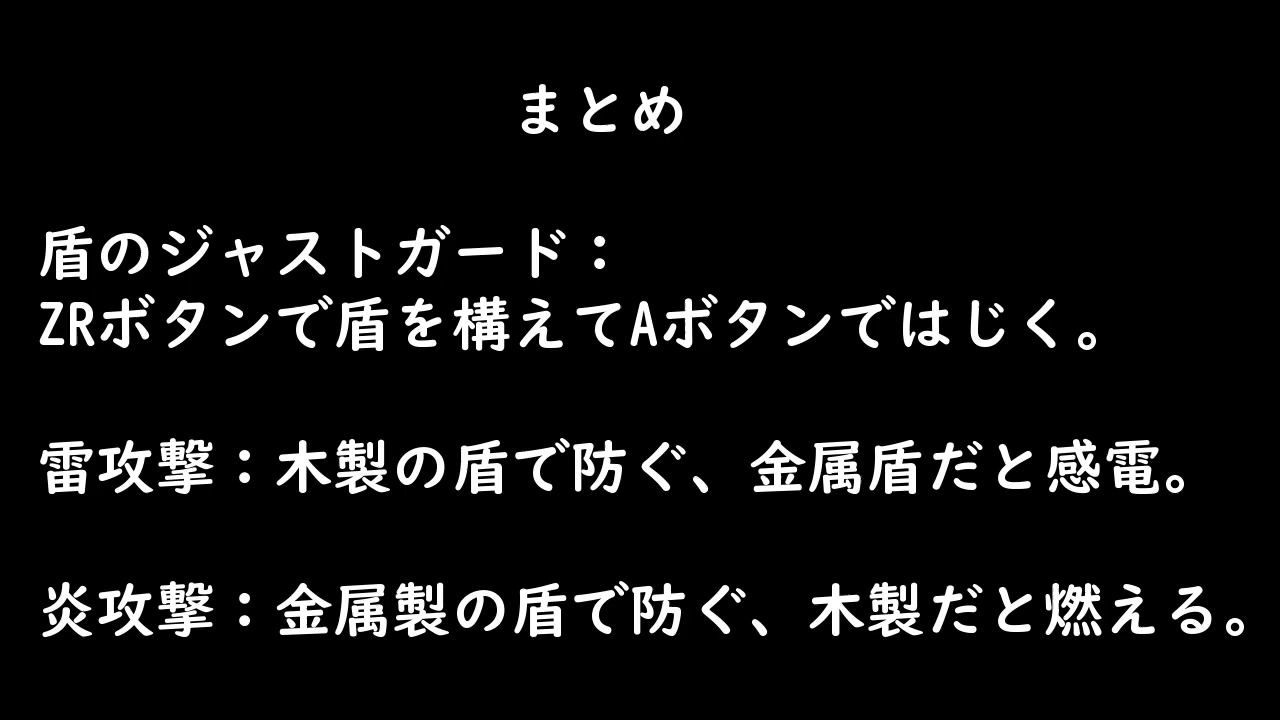 まとめ
盾のジャストガード：
ZRボタンで盾を構えてAボタンではじく。
雷攻撃：木製の盾で防ぐ、金属盾だと感電。
炎攻撃：金属製の盾で防ぐ、木製だと燃える。